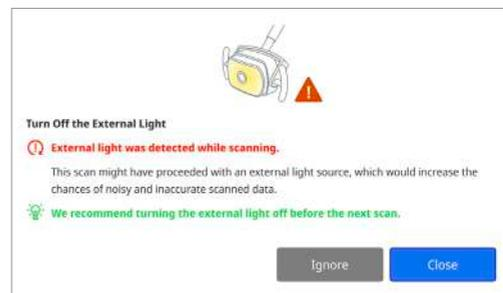 Turn Off the External Light
External light was detected while scanning.
This scan might have proceeded with an external light source, which would increase the
chances of noisy and inaccurate scanned data.
We recommend turning the external light off before the next scan.
Ignore
Close